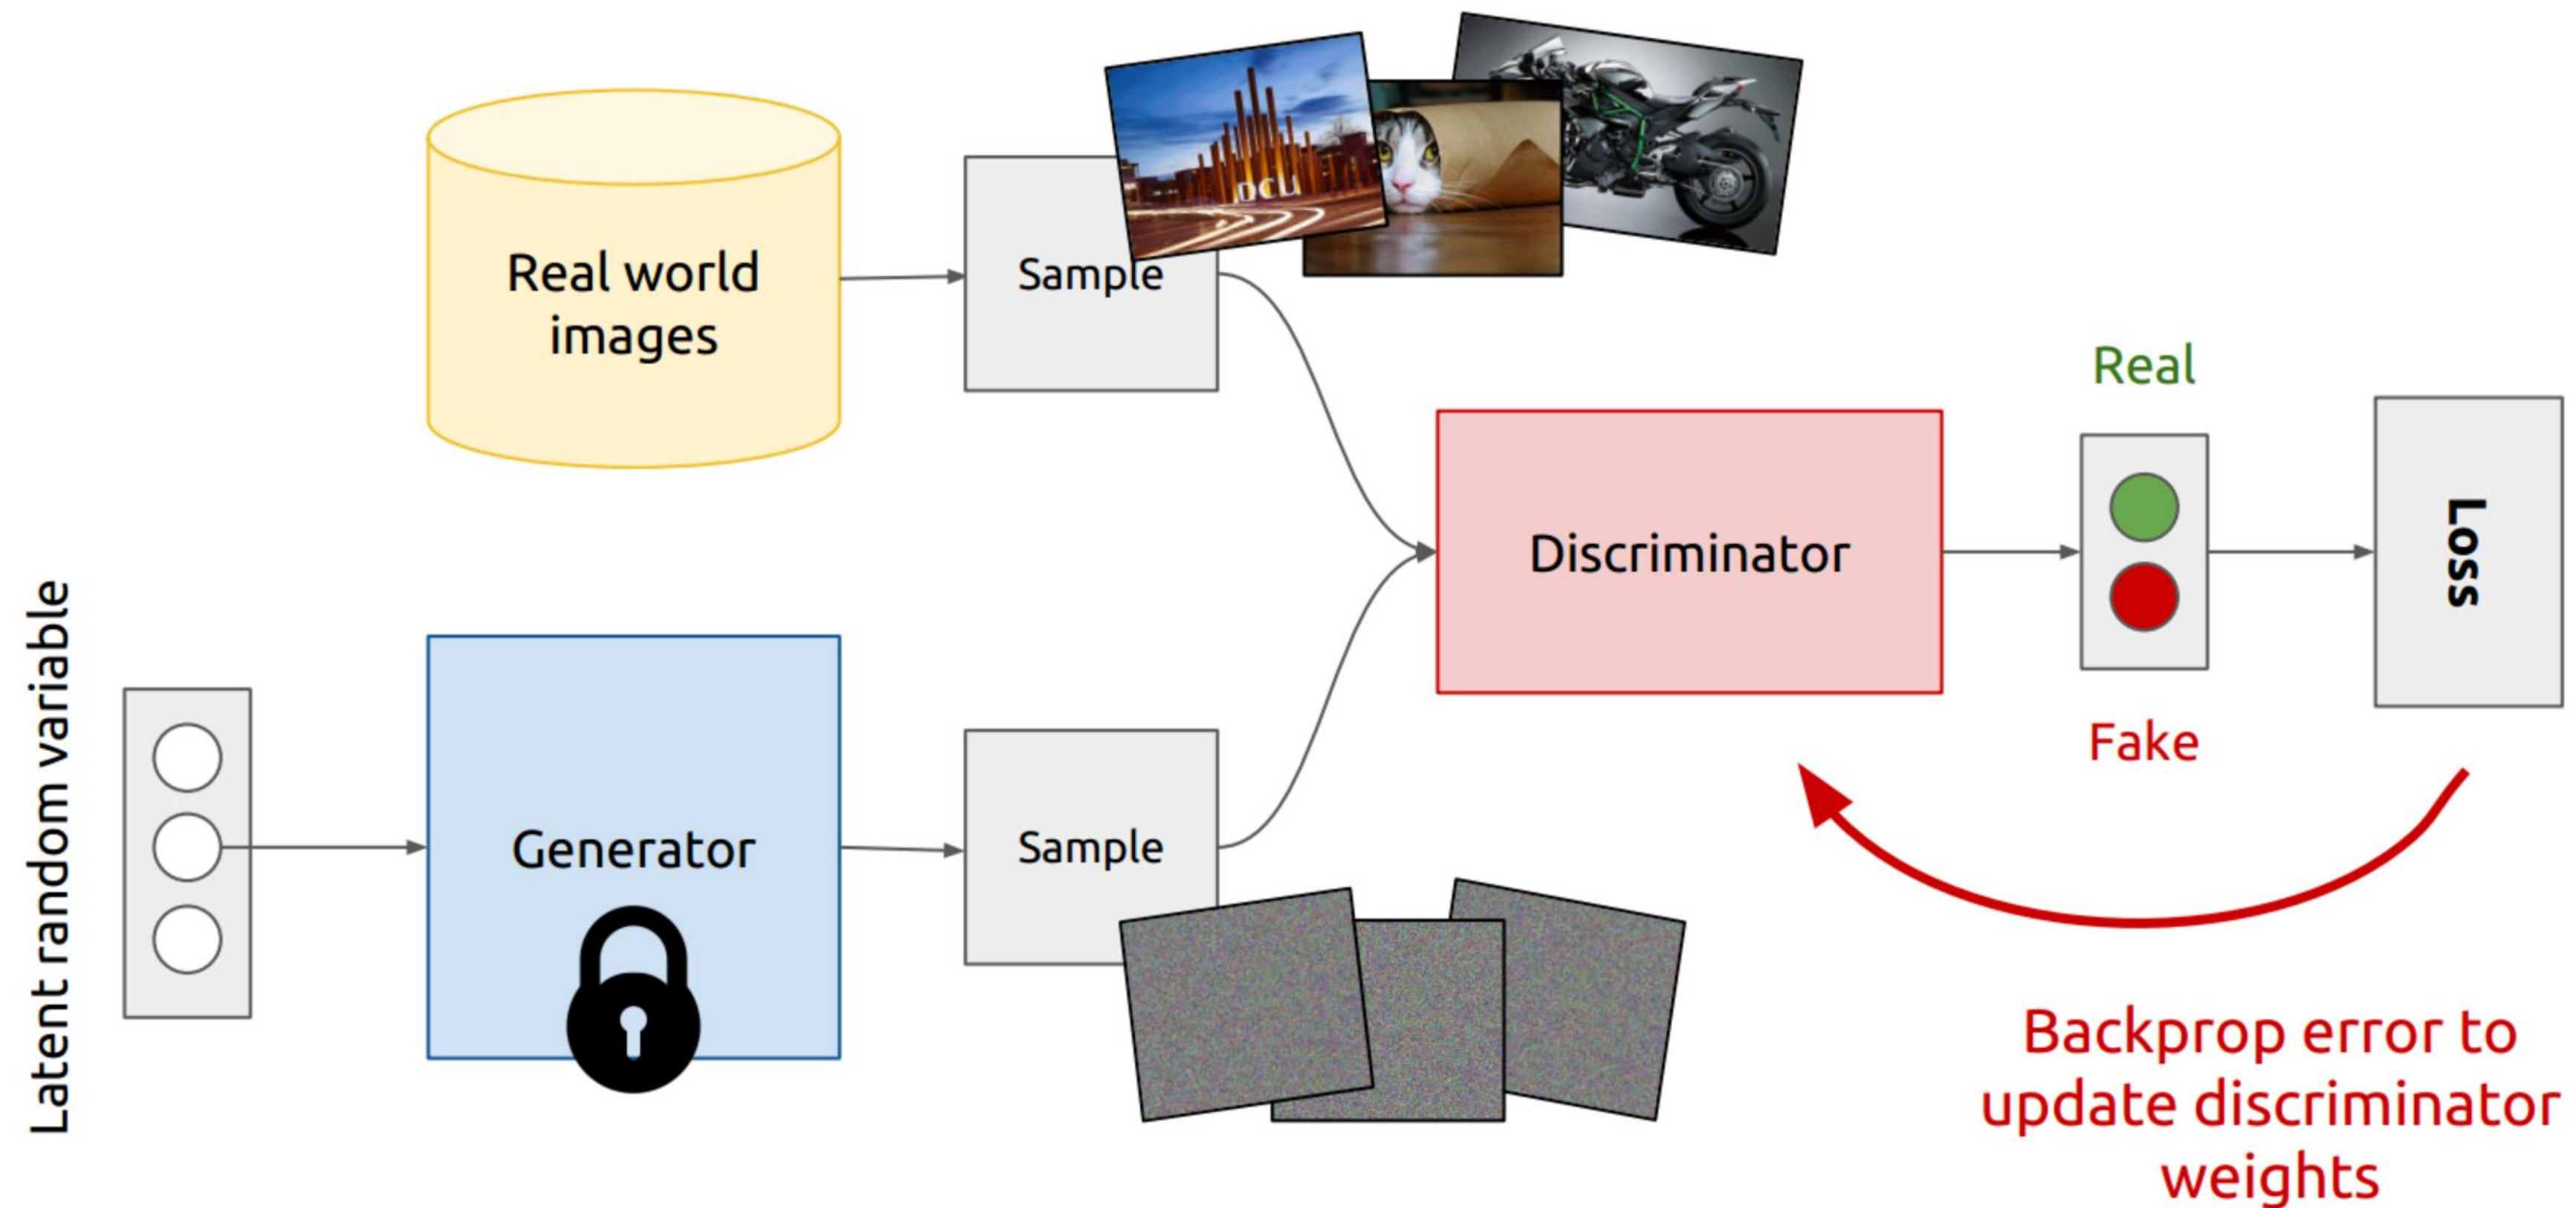 Real world
images
Sample
DCU
Real
Discriminator
Loss
Fake
Latent random variable
Generator
Sample
Backprop error to
update discriminator
weights